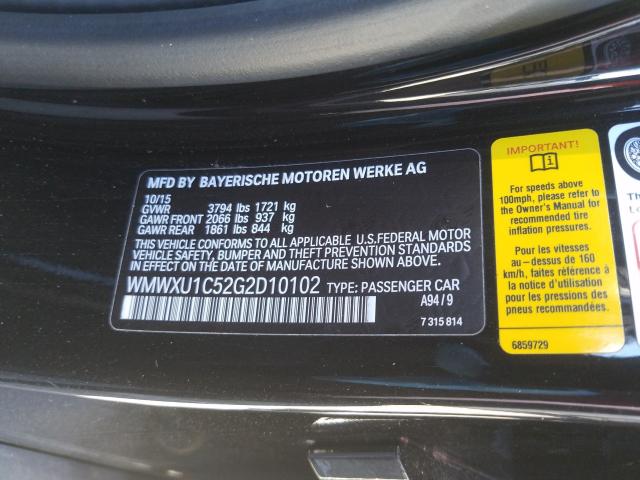 MFD BY BAYERISCHE MOTOREN WERKE AG
10/15
GVWR 3794 lbs 1721 kg
GAWR FRONT 2066 lbs 937 kg
GAWR REAR 1861 lbs 844 kg
THIS VEHICLE CONFORMS TO ALL APPLICABLE U.S.FEDERAL MOTOR
VEHICLE SAFETY, BUMPER AND THEFT PREVENTION STANDARDS
IN EFFECT ON THE DATE OF MANUFACTURE SHOWN ABOVE.
WMWXU1C52G2D10102 TYPE: PASSENGER CAR
A94/9
7 315 814
IMPORTANT!
For speeds above
100mph, please refer to
the Owner's Manual for
recommended tire
inflation pressures.
Pour les vitesses
au-dessus de 160
km/h, faites référence à
la notice d'utilisation
des pressions des
pneus recommandées.
6859729